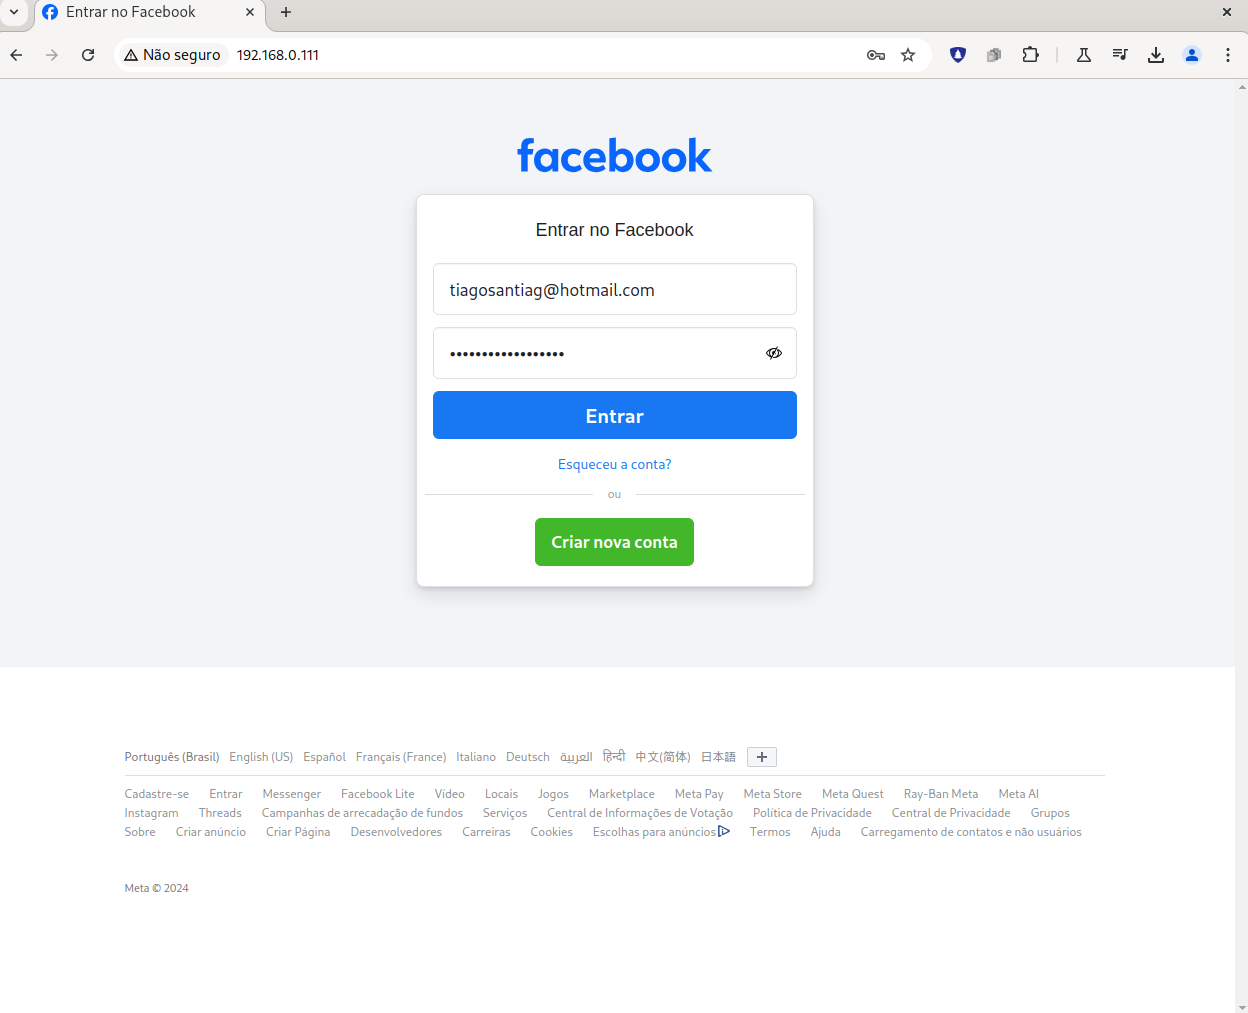 Entrar no Facebook
Não seguro 192.168.0.111
facebook
Entrar no Facebook
tiagosantiag@hotmail.com
••••••••••••••••••
Entrar
Esqueceu a conta?
ou
Criar nova conta
Português (Brasil) English (US) Español Français (France) Italiano Deutsch العربية हिन्दी 中文(简体) 日本語
Cadastre-se Entrar Messenger Facebook Lite Vídeo Locais Jogos Marketplace Meta Pay Meta Store Meta Quest Ray-Ban Meta Meta AI
Instagram Threads Campanhas de arrecadação de fundos Serviços Central de Informações de Votação Política de Privacidade Central de Privacidade Grupos
Sobre Criar anúncio Criar Página Desenvolvedores Carreiras Cookies Escolhas para anúncios Termos Ajuda Carregamento de contatos e não usuários
Meta © 2024